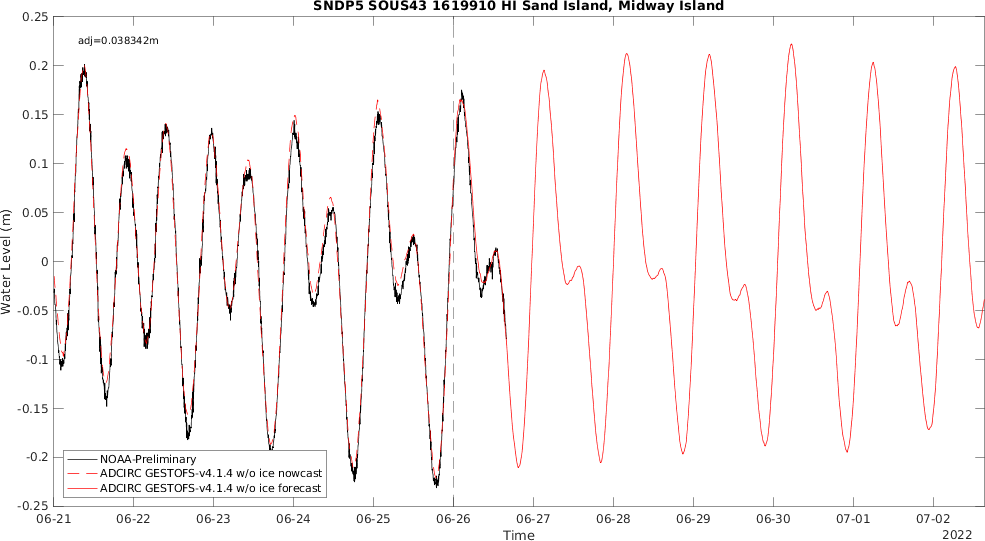 SNDP5 SOUS43 1619910 HI Sand Island, Midway Island
adj=0.038342m
0.25
0.2
0.15
0.1
0.05
0
-0.05
-0.1
-0.15
-0.2
-0.25
Water Level (m)
NOAA-Preliminary
ADCIRC GESTOFS-v4.1.4 w/o ice nowcast
ADCIRC GESTOFS-v4.1.4 w/o ice forecast
06-21 06-22 06-23 06-24 06-25 06-26 06-27 06-28 06-29 06-30 07-01 07-02
Time
2022